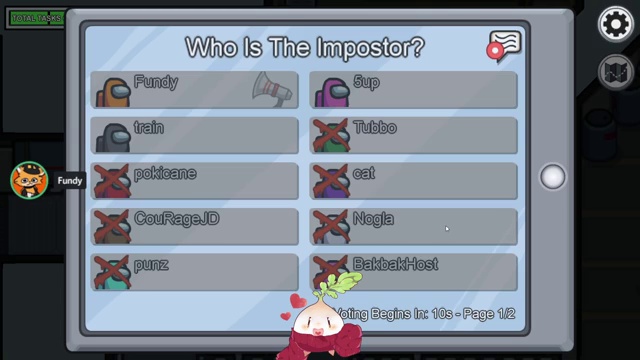 TOTAL TASKS
Who Is The Impostor?
Fundy
5up
train
Tubbo
pokicane
cat
Fundy
CouRageJD
Nogla
punz
BakbakHost
Voting Begins In: 10s - Page 1/2